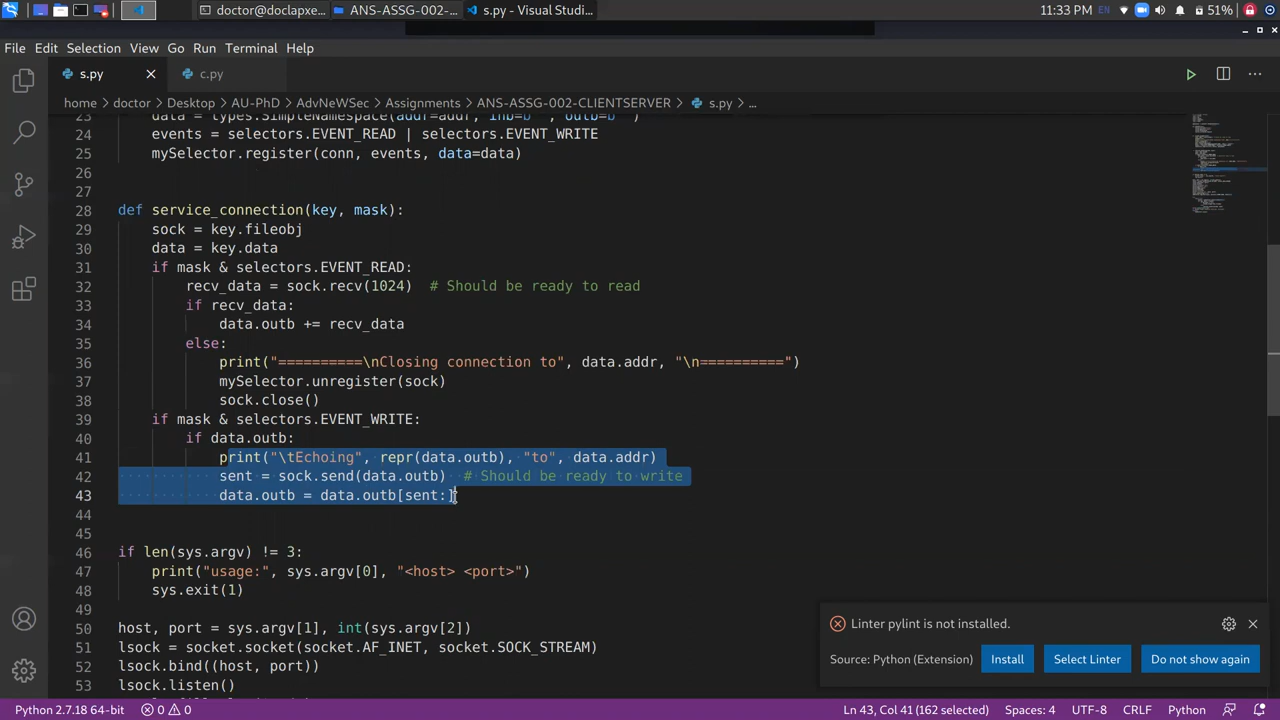 doctor@doclapxe...
ANS-ASSG-002-...
s.py - Visual Studi...
11:33 PM EN
51%
File Edit Selection View Go Run Terminal Help
s.py
c.py
home > doctor > Desktop > AU-PhD > AdvNeWSec > Assignments > ANS-ASSG-002-CLIENTSERVER > s.py > ...
23 data = types.SimpleNamespace(addr=addr, inb=b'', outb=b'')
24 events = selectors.EVENT_READ | selectors.EVENT_WRITE
25 mySelector.register(conn, events, data=data)
26
27
28 def service_connection(key, mask):
29 sock = key.fileobj
30 data = key.data
31 if mask & selectors.EVENT_READ:
32 recv_data = sock.recv(1024)  # Should be ready to read
33 if recv_data:
34 data.outb += recv_data
35 else:
36 print("==========\nClosing connection to", data.addr, "\n==========")
37 mySelector.unregister(sock)
38 sock.close()
39 if mask & selectors.EVENT_WRITE:
40 if data.outb:
41 print("\tEchoing", repr(data.outb), "to", data.addr)
42 sent = sock.send(data.outb)  # Should be ready to write
43 data.outb = data.outb[sent:]
44
45
46 if len(sys.argv) != 3:
47 print("usage:", sys.argv[0], "<host> <port>")
48 sys.exit(1)
49
50 host, port = sys.argv[1], int(sys.argv[2])
51 lsock = socket.socket(socket.AF_INET, socket.SOCK_STREAM)
52 lsock.bind((host, port))
53 lsock.listen()
Linter pylint is not installed.
Source: Python (Extension)
Install
Select Linter
Do not show again
Python 2.7.18 64-bit
0
0
Ln 43, Col 41 (162 selected)
Spaces: 4
UTF-8
CRLF
Python